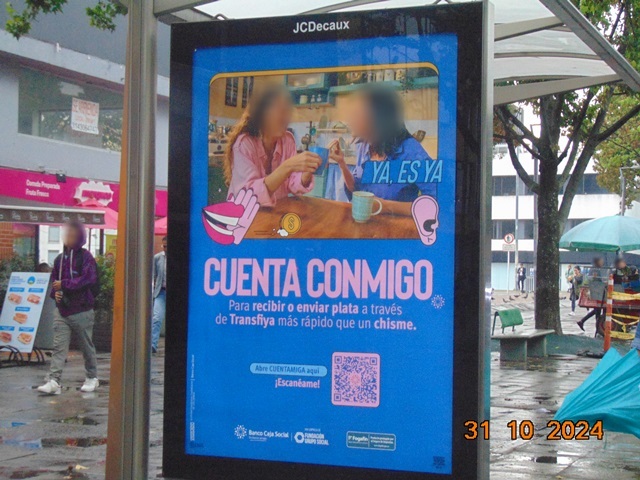 JCDecaux
YA, ES YA
CUENTA CONMIGO
Para recibir o enviar plata a través
de Transfiya más rápido que un chisme.
Abre CUENTAMIGA aquí
¡Escanéame!
Banco Caja Social
FUNDACIÓN
GRUPO SOCIAL
Fogafín
31 10 2024